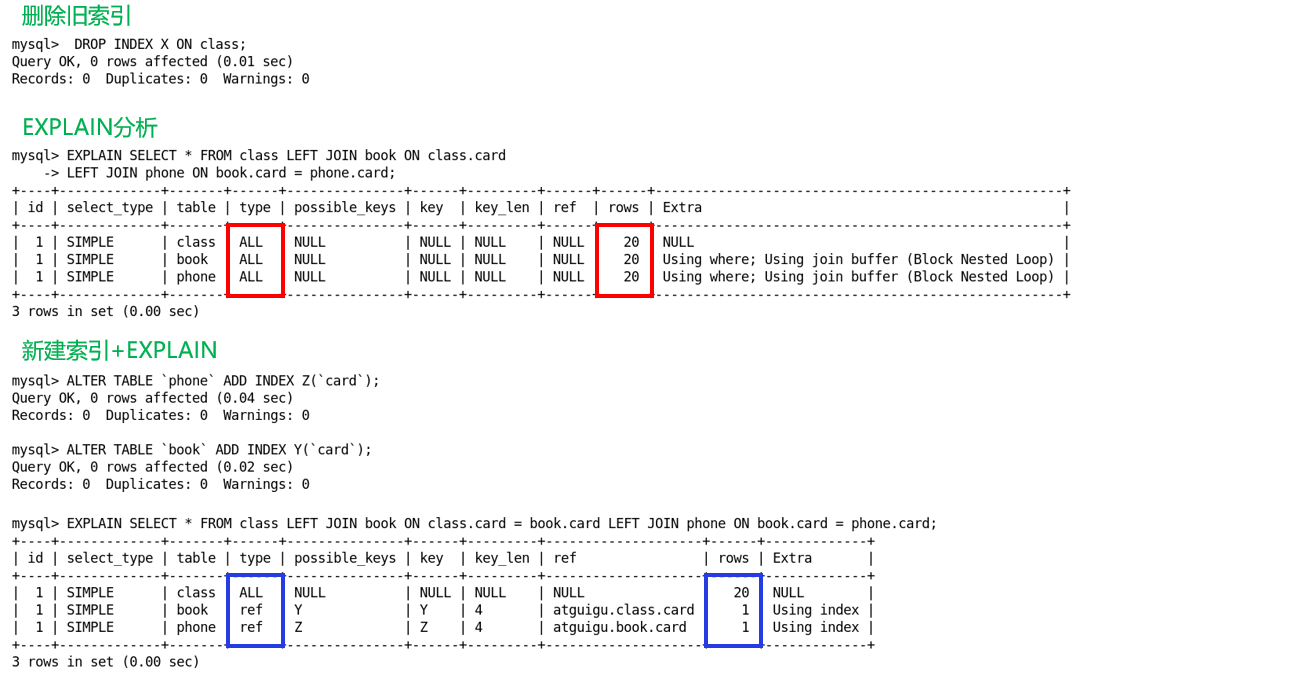 删除旧索引
mysql>  DROP INDEX X ON class;
Query OK, 0 rows affected (0.01 sec)
Records: 0  Duplicates: 0  Warnings: 0
EXPLAIN分析
mysql> EXPLAIN SELECT * FROM class LEFT JOIN book ON class.card
    -> LEFT JOIN phone ON book.card = phone.card;
+----+-------------+-------+------+---------------+------+---------+------+------+----------------------------------------------------+
| id | select_type | table | type | possible_keys | key  | key_len | ref  | rows | Extra                                              |
+----+-------------+-------+------+---------------+------+---------+------+------+----------------------------------------------------+
|  1 | SIMPLE      | class | ALL  | NULL          | NULL | NULL    | NULL |   20 | NULL                                               |
|  1 | SIMPLE      | book  | ALL  | NULL          | NULL | NULL    | NULL |   20 | Using where; Using join buffer (Block Nested Loop) |
|  1 | SIMPLE      | phone | ALL  | NULL          | NULL | NULL    | NULL |   20 | Using where; Using join buffer (Block Nested Loop) |
+----+-------------+-------+------+---------------+------+---------+------+------+----------------------------------------------------+
3 rows in set (0.00 sec)
新建索引+EXPLAIN
mysql> ALTER TABLE `phone` ADD INDEX Z(`card`);
Query OK, 0 rows affected (0.04 sec)
Records: 0  Duplicates: 0  Warnings: 0
mysql> ALTER TABLE `book` ADD INDEX Y(`card`);
Query OK, 0 rows affected (0.02 sec)
Records: 0  Duplicates: 0  Warnings: 0
mysql> EXPLAIN SELECT * FROM class LEFT JOIN book ON class.card = book.card LEFT JOIN phone ON book.card = phone.card;
+----+-------------+-------+------+---------------+------+---------+--------------------+------+-------------+
| id | select_type | table | type | possible_keys | key  | key_len | ref                | rows | Extra       |
+----+-------------+-------+------+---------------+------+---------+--------------------+------+-------------+
|  1 | SIMPLE      | class | ALL  | NULL          | NULL | NULL    | NULL               |   20 | NULL        |
|  1 | SIMPLE      | book  | ref  | Y             | Y    | 4       | atguigu.class.card |    1 | Using index |
|  1 | SIMPLE      | phone | ref  | Z             | Z    | 4       | atguigu.book.card  |    1 | Using index |
+----+-------------+-------+------+---------------+------+---------+--------------------+------+-------------+
3 rows in set (0.00 sec)